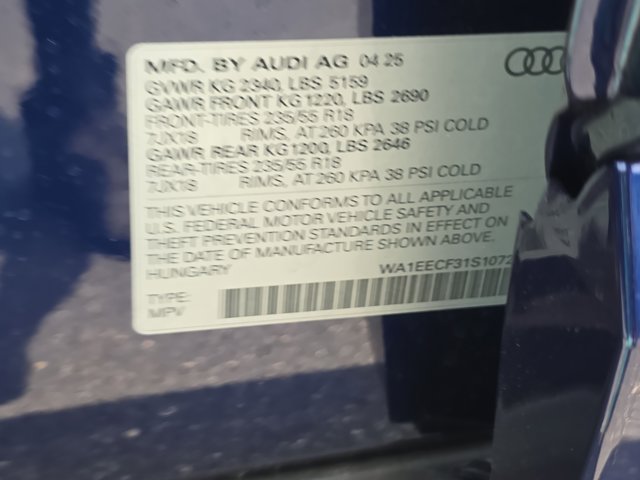 MFD. BY AUDI AG 04 25
GVWR KG 2340, LBS 5159
GAWR FRONT KG 1220, LBS 2690
FRONT-TIRES 235/55 R18
7JX18 RIMS, AT 260 KPA 38 PSI COLD
GAWR REAR KG1200, LBS 2646
REAR-TIRES 235/55 R18
7JX18 RIMS, AT 260 KPA 38 PSI COLD
THIS VEHICLE CONFORMS TO ALL APPLICABLE
U.S. FEDERAL MOTOR VEHICLE SAFETY AND
THEFT PREVENTION STANDARDS IN EFFECT ON
THE DATE OF MANUFACTURE SHOWN ABOVE.
HUNGARY WA1EECF31S1072
TYPE:
MPV